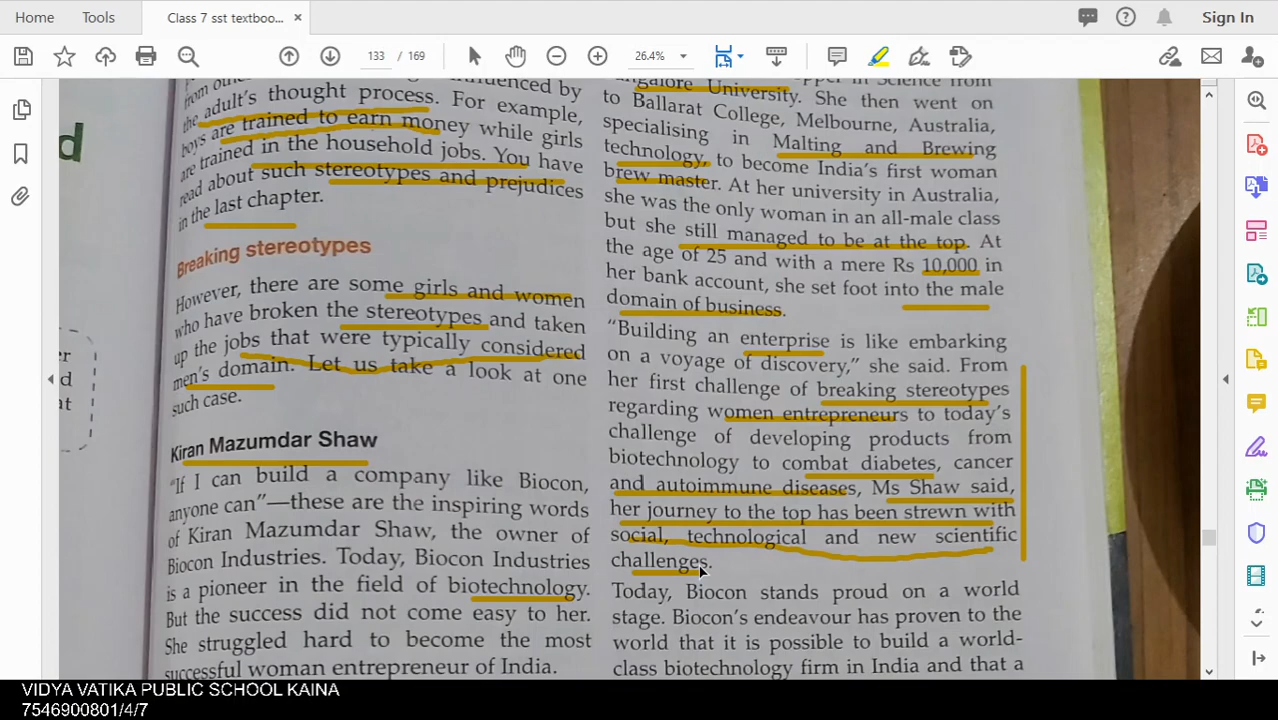 Home
Tools
Class 7 sst textboo...
×
Sign In
133 / 169
26.4%
d
er
d
at
influenced by
the adult's thought process. For example,
boys are trained to earn money while girls
are trained in the household jobs. You have
read about such stereotypes and prejudices
in the last chapter.
Breaking stereotypes
However, there are some girls and women
who have broken the stereotypes and taken
up the jobs that were typically considered
men's domain. Let us take a look at one
such case.
Kiran Mazumdar Shaw
"If I can build a company like Biocon,
anyone can"—these are the inspiring words
of Kiran Mazumdar Shaw, the owner of
Biocon Industries. Today, Biocon Industries
is a pioneer in the field of biotechnology.
But the success did not come easy to her.
She struggled hard to become the most
successful woman entrepreneur of India.
in Science from
University. She then went on
to Ballarat College, Melbourne, Australia,
specialising in Malting and Brewing
technology, to become India's first woman
brew master. At her university in Australia,
she was the only woman in an all-male class
but she still managed to be at the top. At
the age of 25 and with a mere Rs 10,000 in
her bank account, she set foot into the male
domain of business.
"Building an enterprise is like embarking
on a voyage of discovery," she said. From
her first challenge of breaking stereotypes
regarding women entrepreneurs to today's
challenge of developing products from
biotechnology to combat diabetes, cancer
and autoimmune diseases, Ms Shaw said,
her journey to the top has been strewn with
social, technological and new scientific
challenges.
Today, Biocon stands proud on a world
stage. Biocon's endeavour has proven to the
world that it is possible to build a world-
class biotechnology firm in India and that a
VIDYA VATIKA PUBLIC SCHOOL KAINA
7546900801/4/7